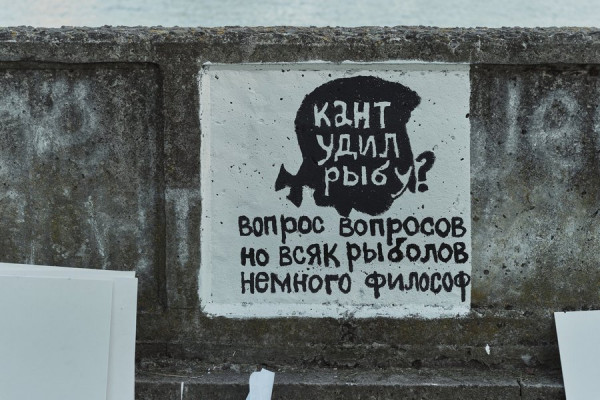 кант
удил
рыбу?
вопрос вопросов
но всяк рыболов
немного философ